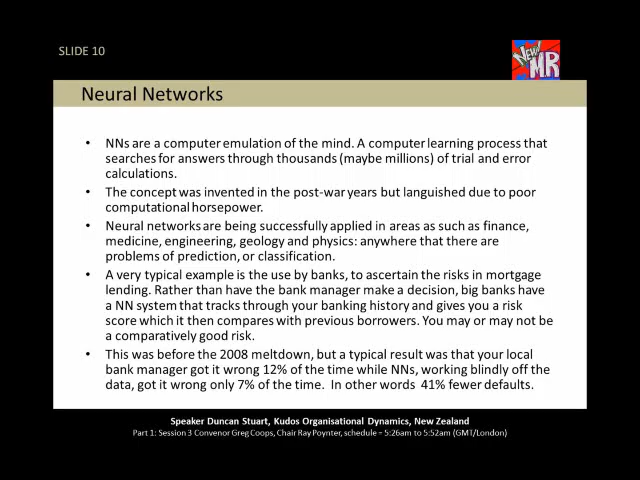 SLIDE 10
New!
MR
Neural Networks
• NNs are a computer emulation of the mind. A computer learning process that
searches for answers through thousands (maybe millions) of trial and error
calculations.
• The concept was invented in the post-war years but languished due to poor
computational horsepower.
• Neural networks are being successfully applied in areas as such as finance,
medicine, engineering, geology and physics: anywhere that there are
problems of prediction, or classification.
• A very typical example is the use by banks, to ascertain the risks in mortgage
lending. Rather than have the bank manager make a decision, big banks have
a NN system that tracks through your banking history and gives you a risk
score which it then compares with previous borrowers. You may or may not be
a comparatively good risk.
• This was before the 2008 meltdown, but a typical result was that your local
bank manager got it wrong 12% of the time while NNs, working blindly off the
data, got it wrong only 7% of the time. In other words 41% fewer defaults.
Speaker Duncan Stuart, Kudos Organisational Dynamics, New Zealand
Part 1: Session 3 Convenor Greg Coops, Chair Ray Poynter, schedule = 5:26am to 5:52am (GMT/London)